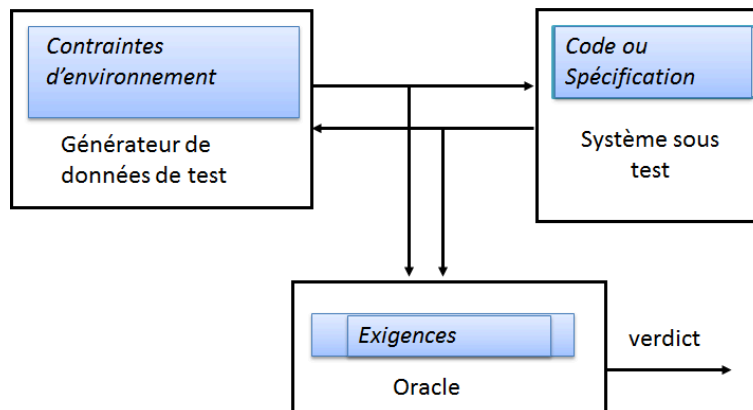 Contraintes
d'environnement
Générateur de
données de test
Code ou
Spécification
Système sous
test
Exigences
Oracle
verdict